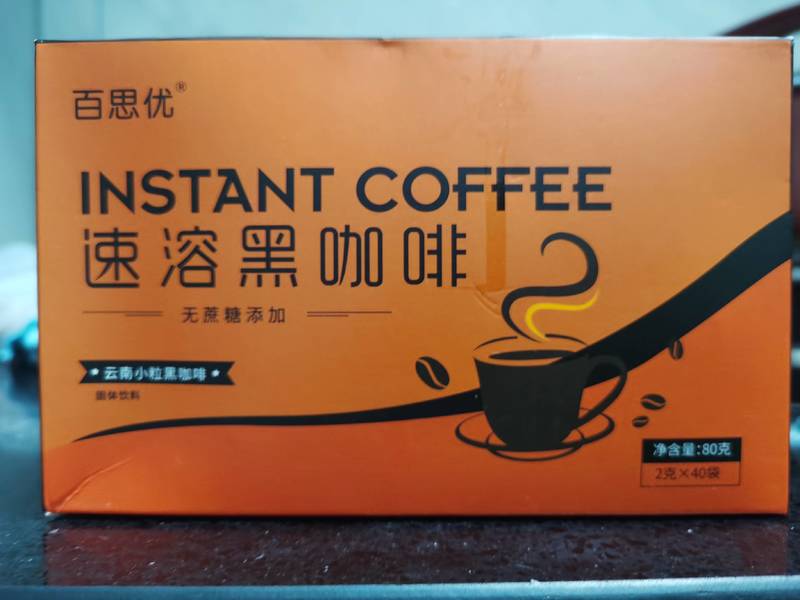 百思优®
INSTANT COFFEE
速溶黑咖啡
无蔗糖添加
云南小粒黑咖啡
固体饮料
净含量:80克
2克×40袋